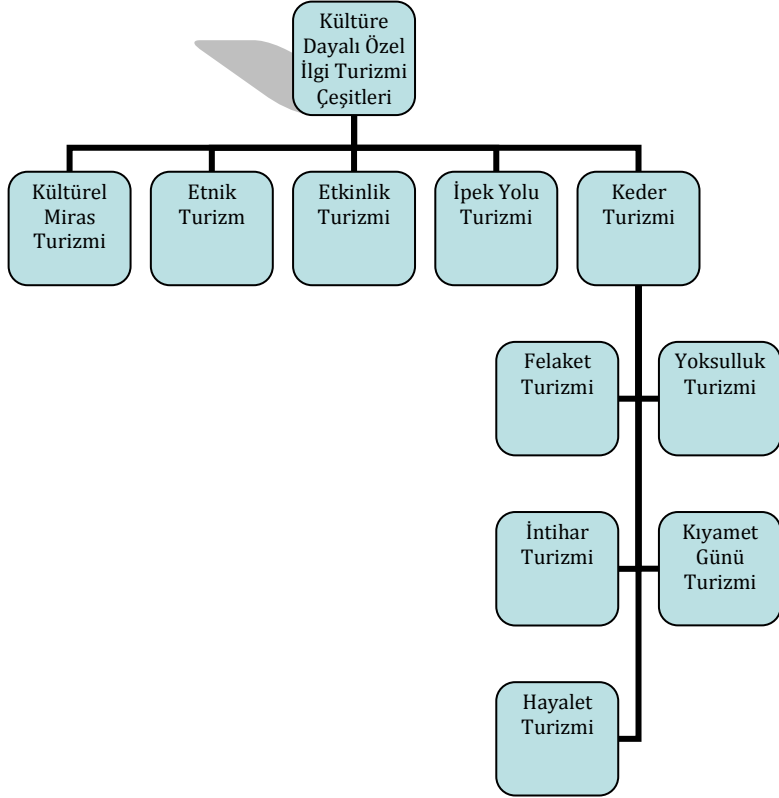 Kültüre
Dayalı Özel
İlgi Turizmi
Çeşitleri
Kültürel
Miras
Turizmi
Etnik
Turizm
Etkinlik
Turizmi
İpek Yolu
Turizmi
Keder
Turizmi
Felaket
Turizmi
Yoksulluk
Turizmi
İntihar
Turizmi
Kıyamet
Günü
Turizmi
Hayalet
Turizmi